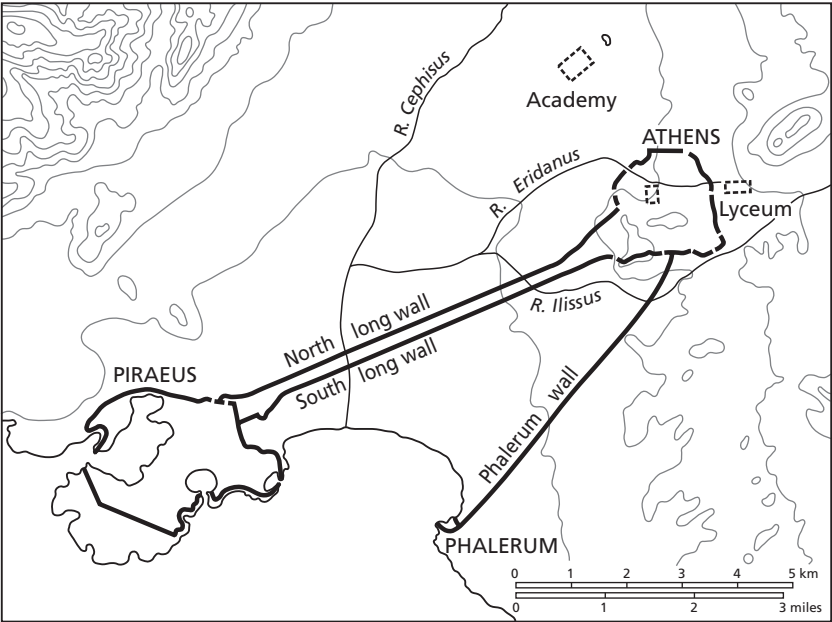 R. Cephisus
Academy
ATHENS
R. Eridanus
Lyceum
R. Ilissus
North long wall
South long wall
PIRAEUS
Phalerum wall
PHALERUM
0 1 2 3 4 5 km
0 1 2 3 miles